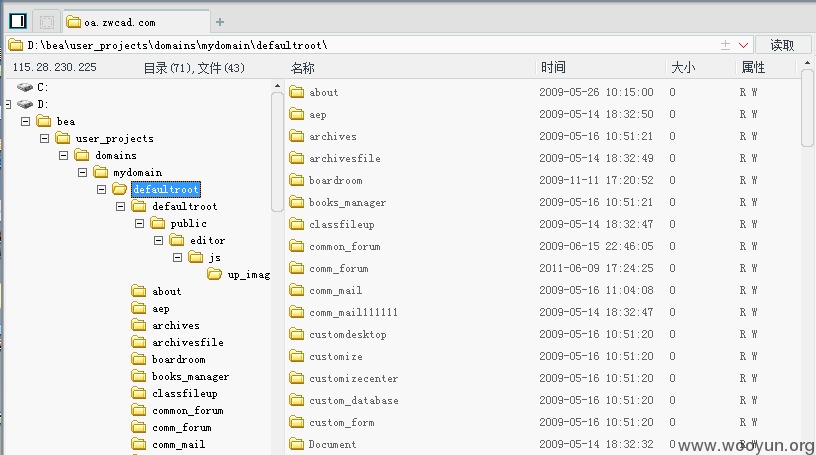 oa.zwcad.com
D:\bea\user_projects\domains\mydomain\defaultroot\ 读取
115.28.230.225 目录(71),文件(43) 名称 时间 大小 属性
C:
D:
bea
user_projects
domains
mydomain
defaultroot
defaultroot
public
editor
js
up_imag
about
aep
archives
archivesfile
boardroom
books_manager
classfileup
common_forum
comm_forum
comm_mail
about 2009-05-26 10:15:00 0 R W
aep 2009-05-14 18:32:50 0 R W
archives 2009-05-16 10:51:21 0 R W
archivesfile 2009-05-14 18:32:49 0 R W
boardroom 2009-11-11 17:20:52 0 R W
books_manager 2009-05-16 10:51:21 0 R W
classfileup 2009-05-14 18:32:47 0 R W
common_forum 2009-06-15 22:46:05 0 R W
comm_forum 2011-06-09 17:24:25 0 R W
comm_mail 2009-05-16 11:04:08 0 R W
comm_mail111111 2009-05-14 18:32:47 0 R W
customdesktop 2009-05-16 10:51:20 0 R W
customize 2009-05-16 10:51:20 0 R W
customizecenter 2009-05-16 10:51:20 0 R W
custom_database 2009-05-16 10:51:20 0 R W
custom_form 2009-05-16 10:51:20 0 R W
Document 2009-05-14 18:32:32 0 R W
www.wooyun.org